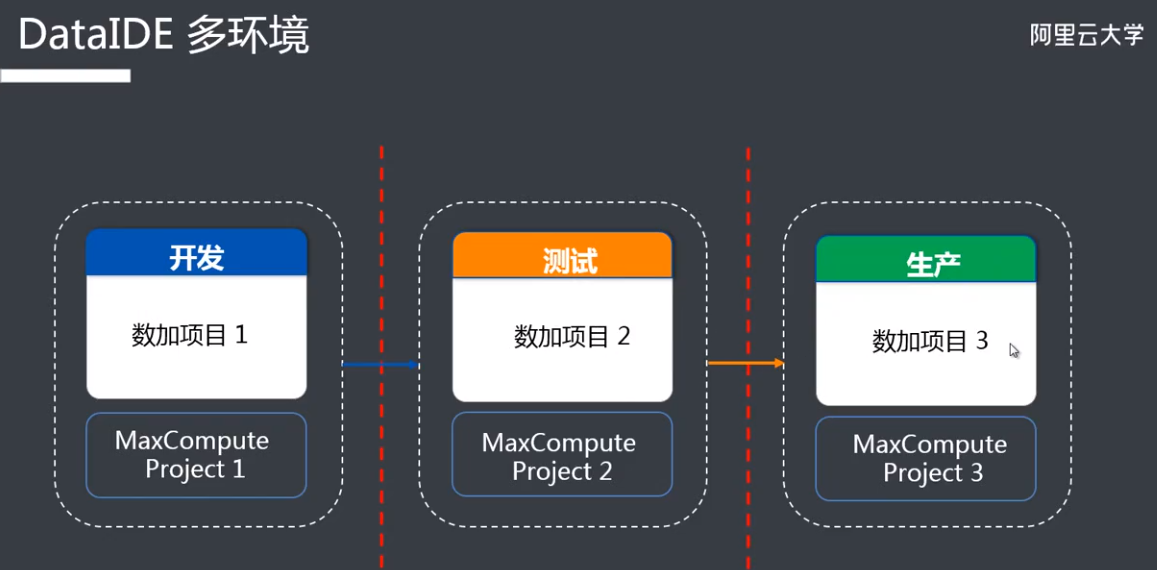 DataIDE 多环境
阿里云大学
开发
数加项目 1
MaxCompute
Project 1
测试
数加项目 2
MaxCompute
Project 2
生产
数加项目 3
MaxCompute
Project 3